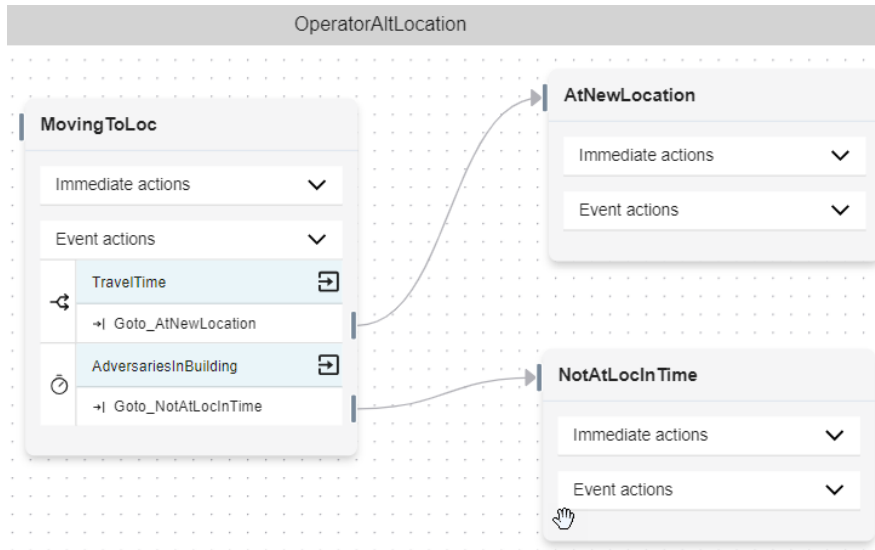 OperatorAltLocation
MovingToLoc
Immediate actions
Event actions
TravelTime
Goto_AtNewLocation
AdversariesInBuilding
Goto_NotAtLocInTime
AtNewLocation
Immediate actions
Event actions
NotAtLocInTime
Immediate actions
Event actions